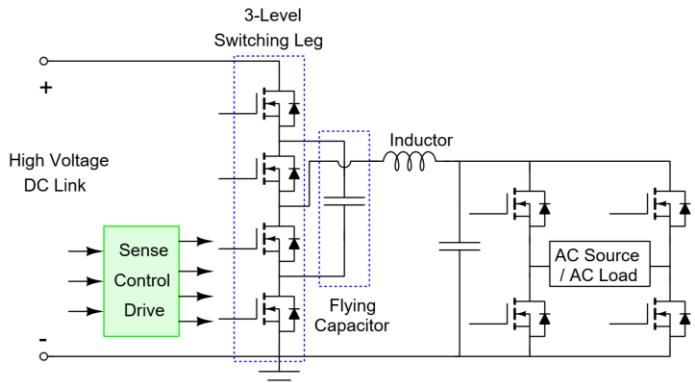 3-Level
Switching Leg
+
High Voltage
DC Link
Inductor
Sense
Control
Drive
AC Source
/ AC Load
Flying
Capacitor
-